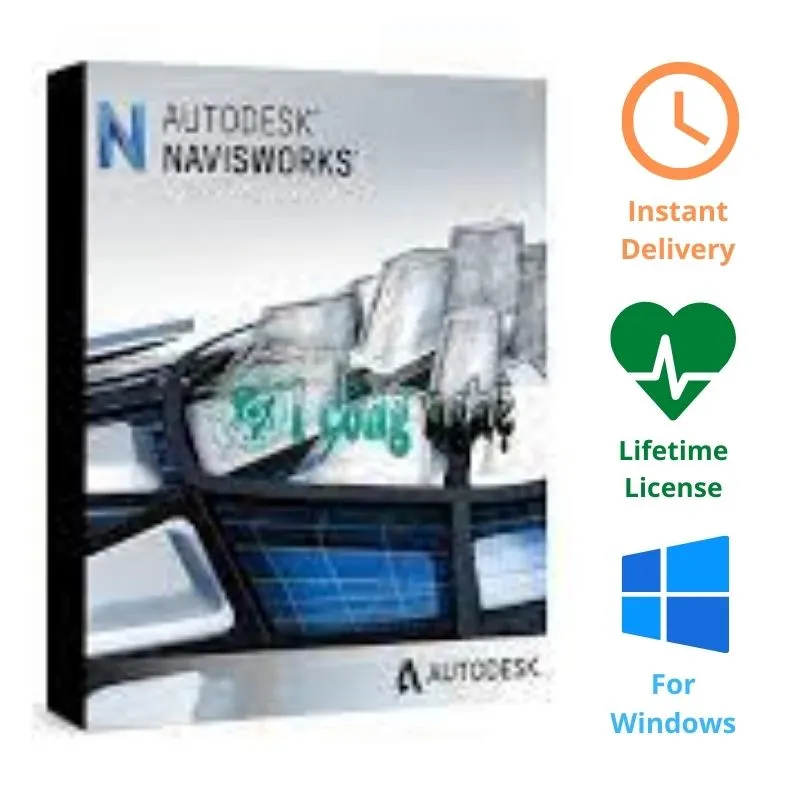 AUTODESK
NAVISWORKS
AUTODESK
Instant
Delivery
Lifetime
License
For
Windows